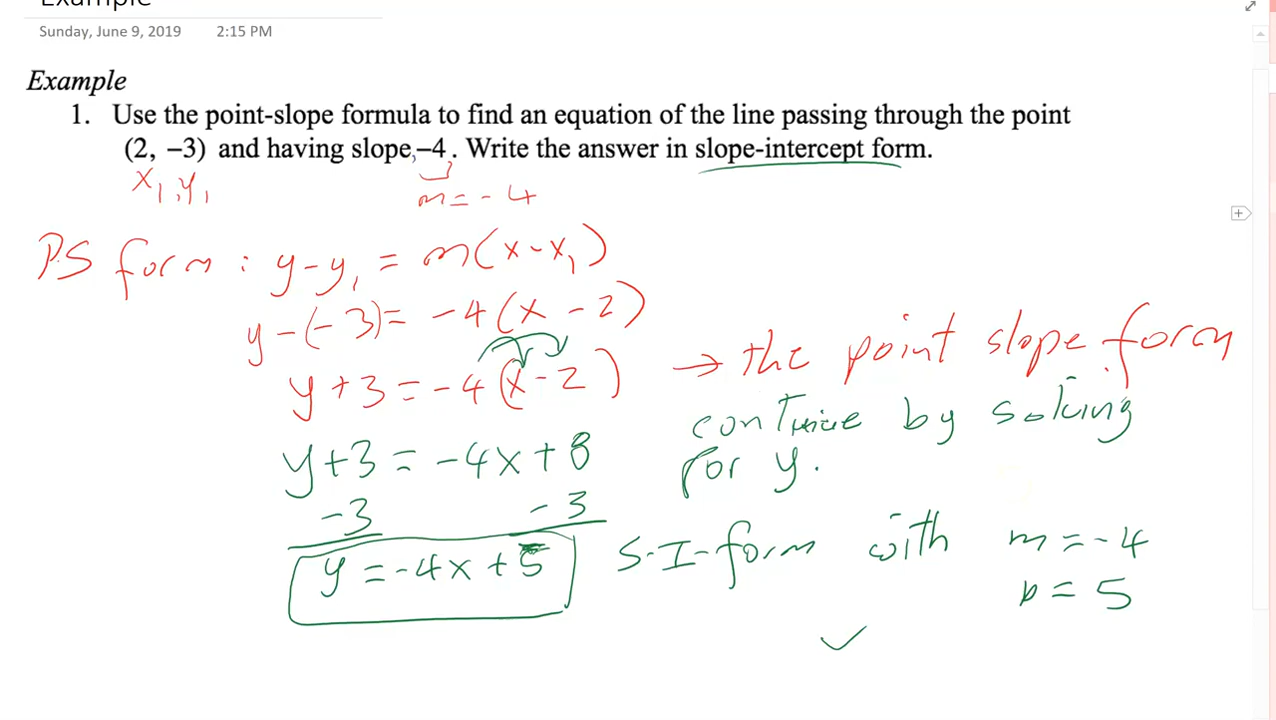 Example
Sunday, June 9, 2019 2:15 PM
Example
1. Use the point-slope formula to find an equation of the line passing through the point
(2, −3) and having slope, −4 . Write the answer in slope-intercept form.
x₁, y₁
m = - 4
PS form : y - y₁ = m(x - x₁)
y - (-3) = -4(x - 2)
y + 3 = -4(x - 2) → the point slope form
continue by solving
for y.
y + 3 = -4x + 8
-3 -3
y = -4x + 5 S-I-form with m = -4
b = 5
✓